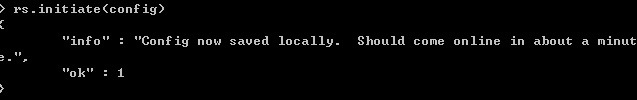 > rs.initiate(config)
{
        "info" : "Config now saved locally.  Should come online in about a minut
e.",
        "ok" : 1
}